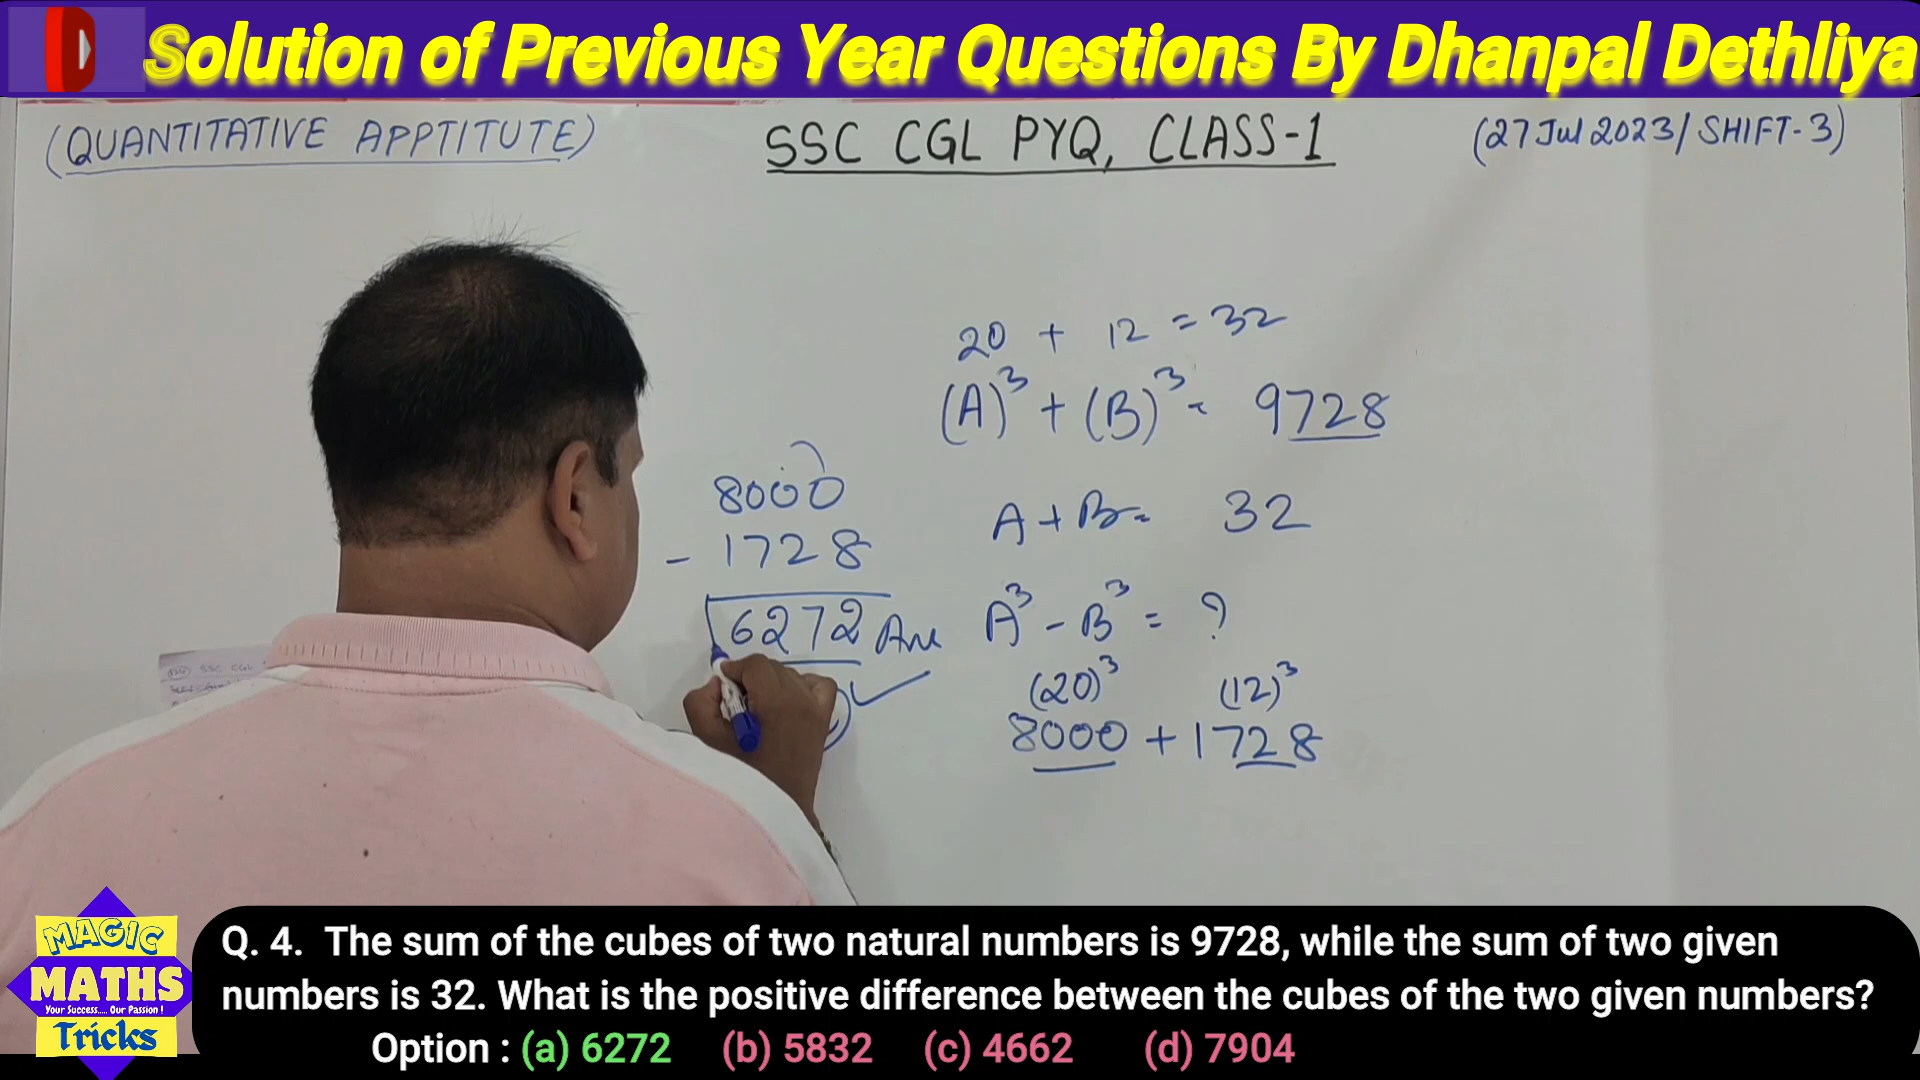 Solution of Previous Year Questions By Dhanpal Dethliya
(QUANTITATIVE APPTITUTE)
SSC CGL PYQ, CLASS-1
(27 Jul 2023/ SHIFT-3)
20 + 12 = 32
(A)³ + (B)³ = 9728
8000
- 1728
6272 Ans
A + B = 32
A³ - B³ = ?
(20)³ (12)³
8000 + 1728
SSC CGL
MAGIC
MATHS
Your Success..... Our Passion !
Tricks
Q. 4. The sum of the cubes of two natural numbers is 9728, while the sum of two given
numbers is 32. What is the positive difference between the cubes of the two given numbers?
Option : (a) 6272 (b) 5832 (c) 4662 (d) 7904